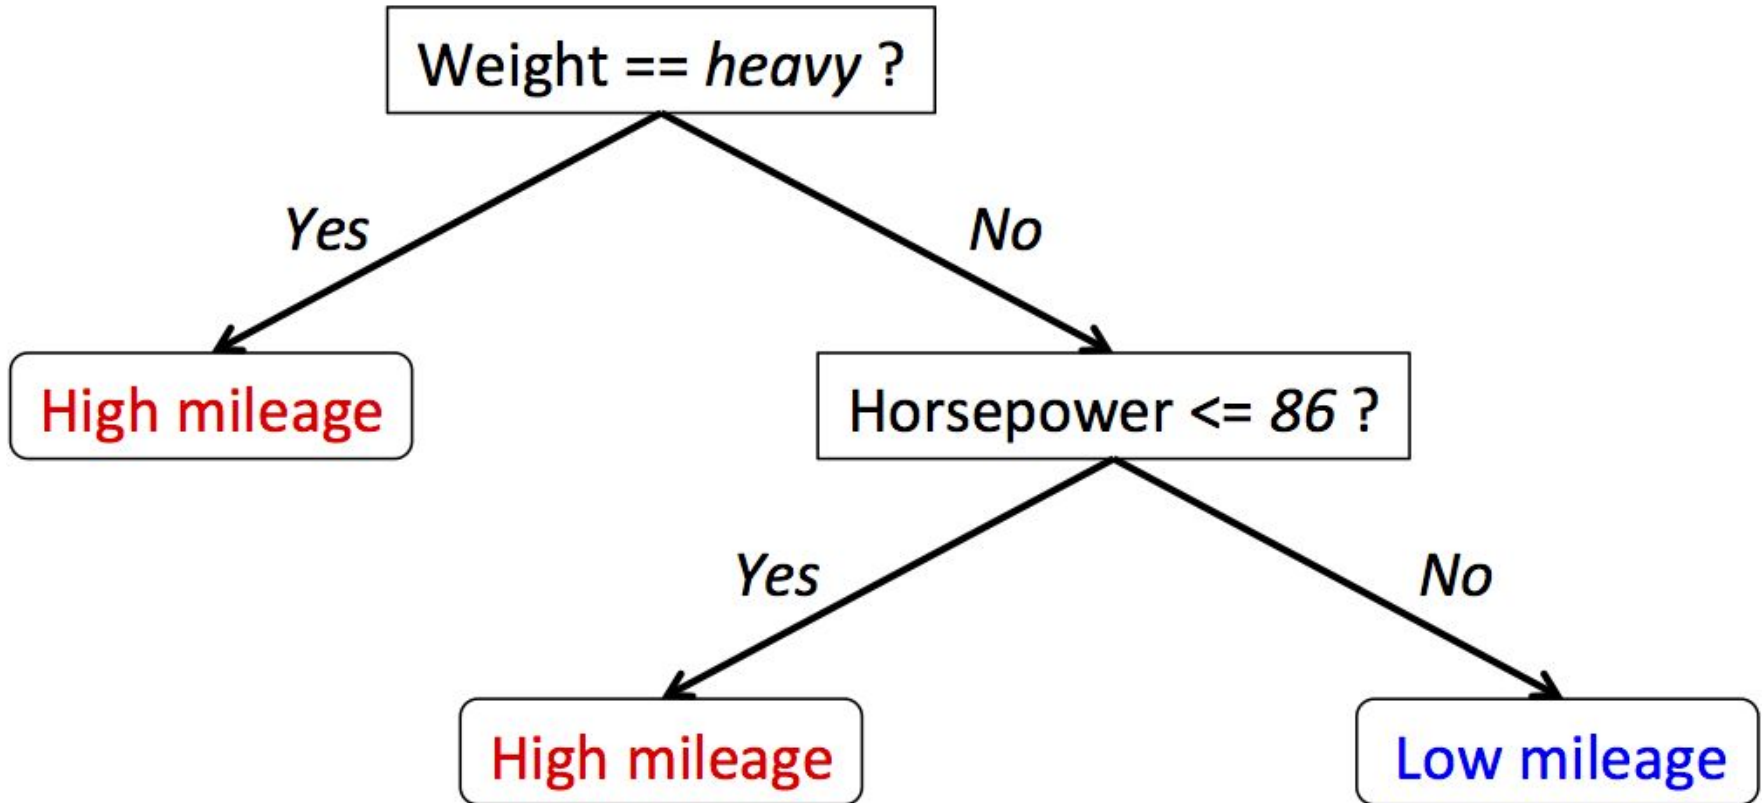 Weight == heavy ?
Yes
No
High mileage
Horsepower <= 86 ?
Yes
No
High mileage
Low mileage